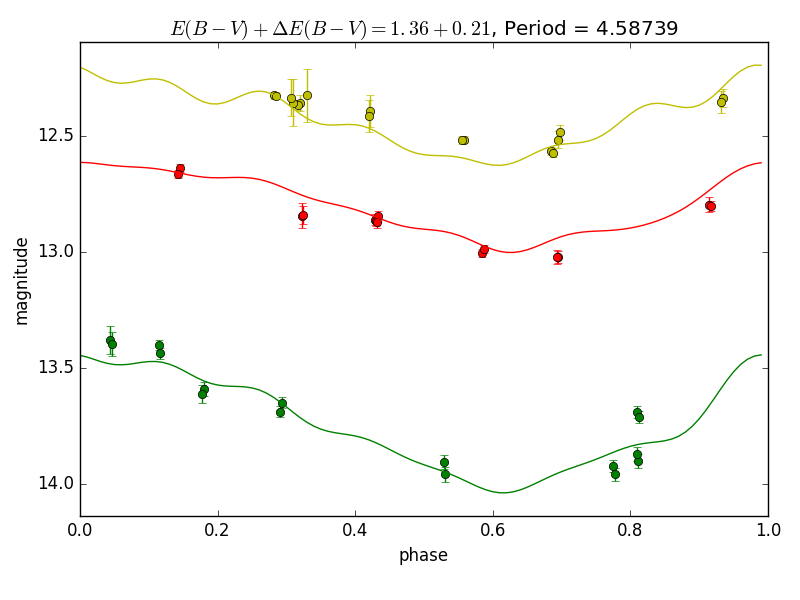 E(B − V) + ΔE(B − V) = 1.36 + 0.21, Period = 4.58739
12.5
13.0
13.5
14.0
magnitude
0.0 0.2 0.4 0.6 0.8 1.0
phase